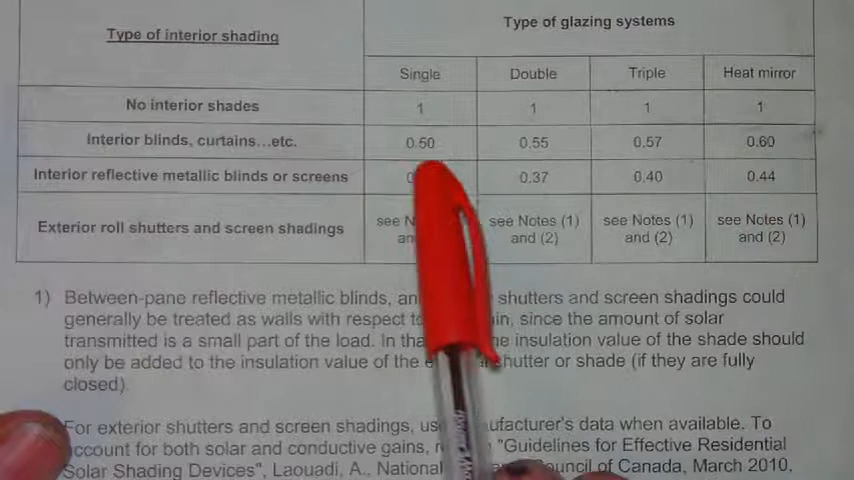 Type of interior shading
Type of glazing systems
Single Double Triple Heat mirror
No interior shades 1 1 1 1
Interior blinds, curtains...etc. 0.50 0.55 0.57 0.60
Interior reflective metallic blinds or screens 0.37 0.40 0.44
Exterior roll shutters and screen shadings see see Notes (1) see Notes (1) see Notes (1)
and (2) and (2) and (2)
1) Between-pane reflective metallic blinds, shutters and screen shadings could
generally be treated as walls with respect since the amount of solar
transmitted is a small part of the load. In insulation value of the shade should
only be added to the insulation value of the shutter or shade (if they are fully
closed).
For exterior shutters and screen shadings, data when available. To
account for both solar and conductive gains, "Guidelines for Effective Residential
Solar Shading Devices", Laouadi, A., National of Canada, March 2010.